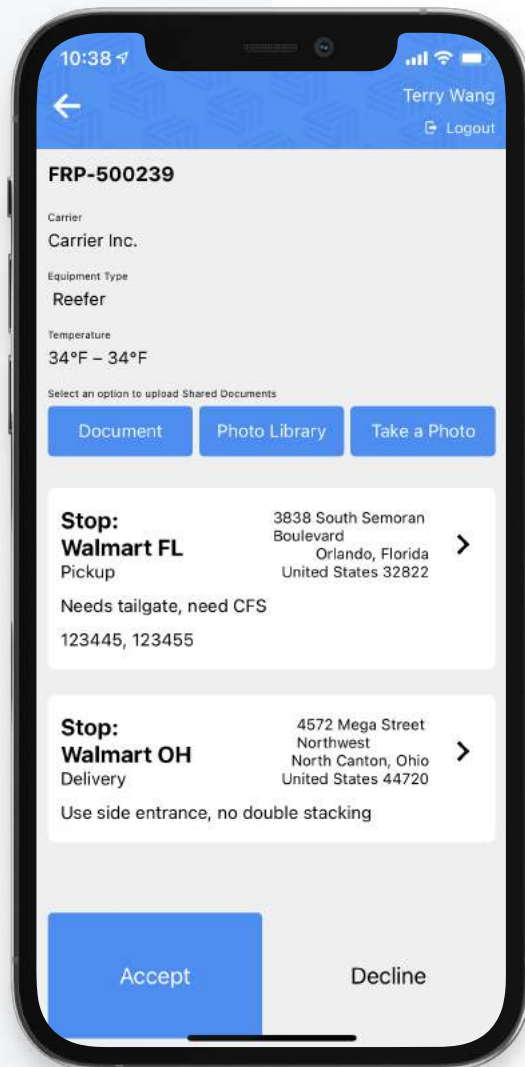 10:38
Terry Wang
Logout
FRP-500239
Carrier
Carrier Inc.
Equipment Type
Reefer
Temperature
34°F – 34°F
Select an option to upload Shared Documents
Document Photo Library Take a Photo
Stop:
Walmart FL
Pickup
3838 South Semoran
Boulevard
Orlando, Florida
United States 32822
Needs tailgate, need CFS
123445, 123455
Stop:
Walmart OH
Delivery
4572 Mega Street
Northwest
North Canton, Ohio
United States 44720
Use side entrance, no double stacking
Accept Decline